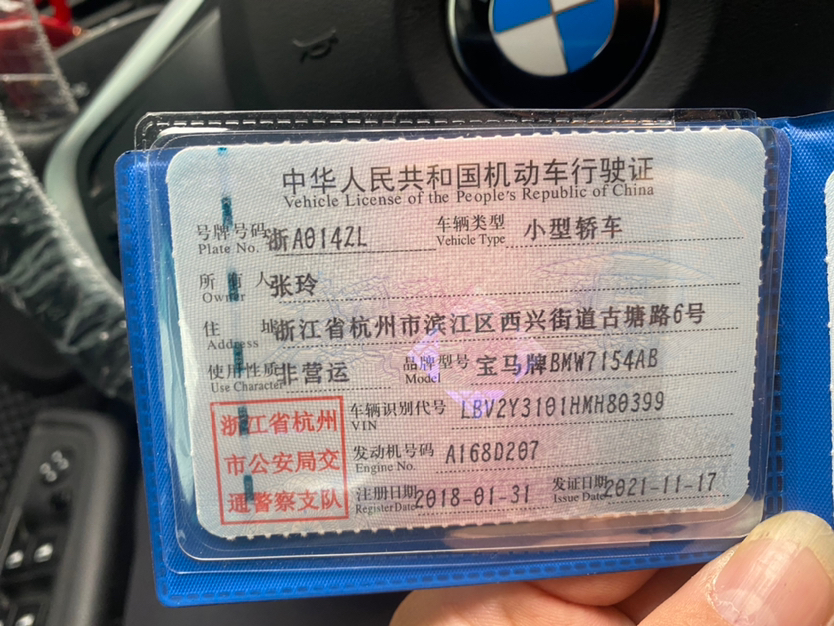 中华人民共和国机动车行驶证
Vehicle License of the People's Republic of China
号牌号码 浙A014ZL 车辆类型 小型轿车
Plate No. Vehicle Type
所有人 张玲
Owner
住址 浙江省杭州市滨江区西兴街道古塘路6号
Address
使用性质 非营运 品牌型号 宝马牌BMW7154AB
Use Character Model
浙江省杭州
市公安局交
通警察支队
车辆识别代号 LBV2Y3101HMH80399
VIN
发动机号码 A168D207
Engine No.
注册日期 2018-01-31 发证日期 2021-11-17
Register Date Issue Date